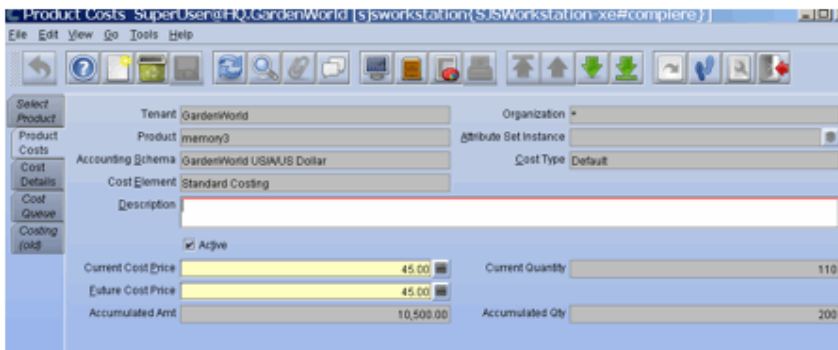 Product Costs SuperUser@HQ.GardenWorld [sjsworkstation{SJSWorkstation-xe#compiere}]
File Edit View Go Tools Help
Select Product
Product Costs
Cost Details
Cost Queue
Costing (old)
Tenant GardenWorld Organization *
Product memory3 Attribute Set Instance
Accounting Schema GardenWorld US/A/US Dollar Cost Type Default
Cost Element Standard Costing
Description
Active
Current Cost Price 45.00 Current Quantity 110
Future Cost Price 45.00
Accumulated Amt 10,500.00 Accumulated Qty 200